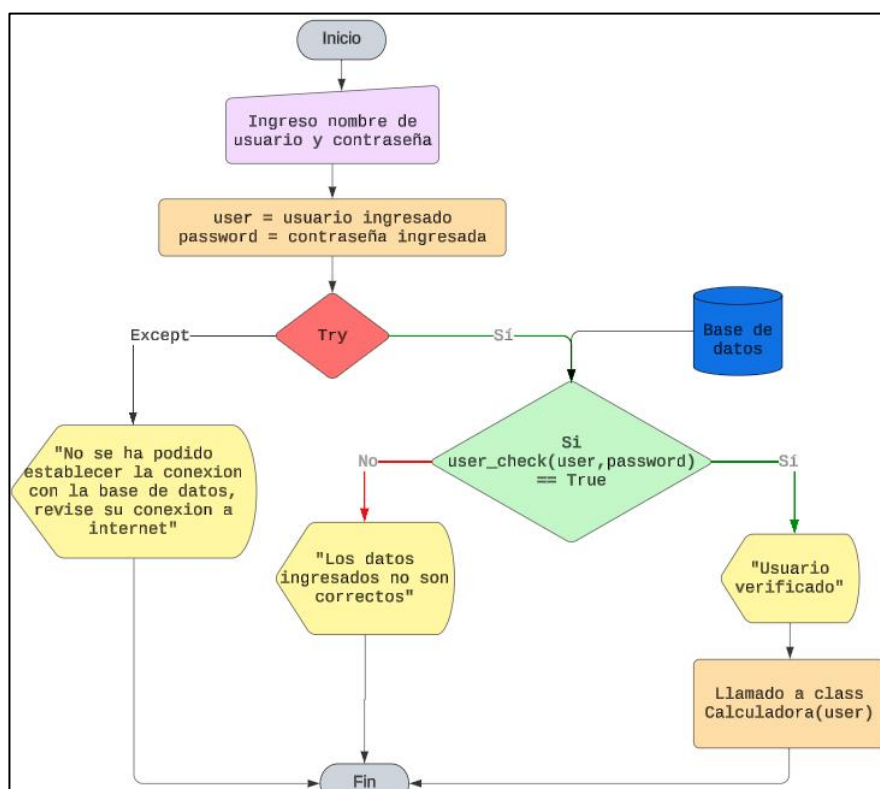 Inicio
Ingreso nombre de
usuario y contraseña
user = usuario ingresado
password = contraseña ingresada
Except
Try
Sí
Base de
datos
"No se ha podido
establecer la conexion
con la base de datos,
revise su conexion a
internet"
No
Si
user_check(user,password)
== True
Sí
"Los datos
ingresados no son
correctos"
"Usuario
verificado"
Llamado a class
Calculadora(user)
Fin